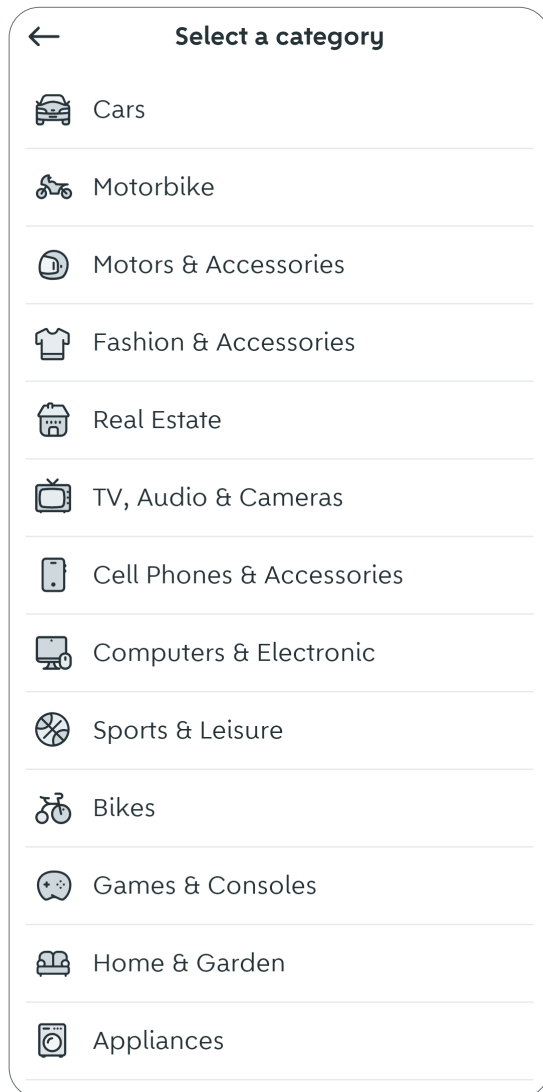 Select a category
Cars
Motorbike
Motors & Accessories
Fashion & Accessories
Real Estate
TV, Audio & Cameras
Cell Phones & Accessories
Computers & Electronic
Sports & Leisure
Bikes
Games & Consoles
Home & Garden
Appliances